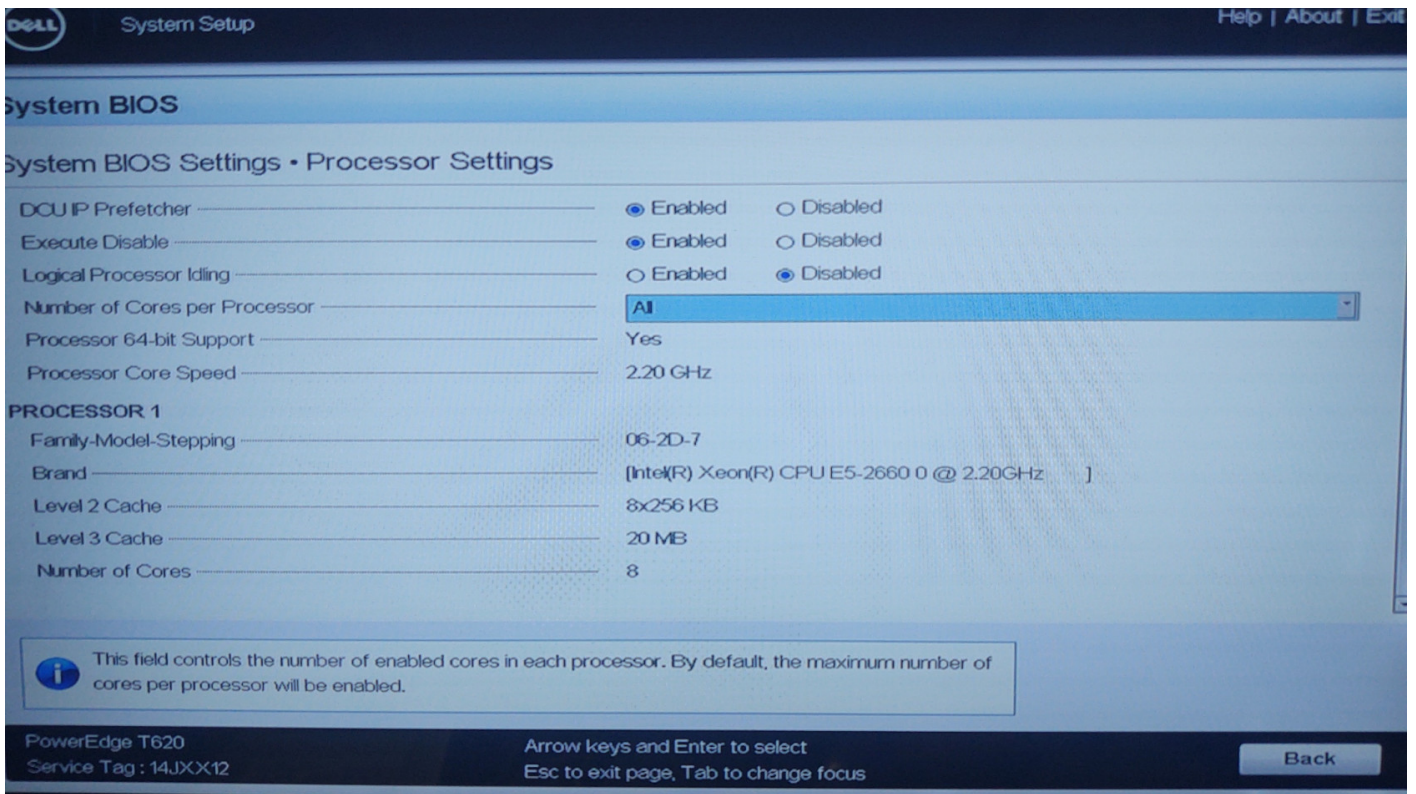 DELL System Setup Help | About | Exit
System BIOS
System BIOS Settings • Processor Settings
DCU IP Prefetcher Enabled Disabled
Execute Disable Enabled Disabled
Logical Processor Idling Enabled Disabled
Number of Cores per Processor All
Processor 64-bit Support Yes
Processor Core Speed 2.20 GHz
PROCESSOR 1
Family-Model-Stepping 06-2D-7
Brand [Intel(R) Xeon(R) CPU E5-2660 0 @ 2.20GHz ]
Level 2 Cache 8x256 KB
Level 3 Cache 20 MB
Number of Cores 8
This field controls the number of enabled cores in each processor. By default, the maximum number of
cores per processor will be enabled.
PowerEdge T620
Service Tag : 14JXX12
Arrow keys and Enter to select
Esc to exit page, Tab to change focus
Back